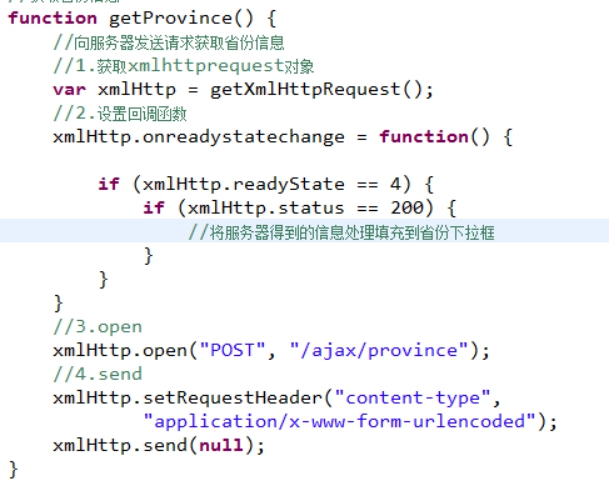 function getProvince() {
//向服务器发送请求获取省份信息
//1.获取xmlhttprequest对象
var xmlHttp = getXmlHttpRequest();
//2.设置回调函数
xmlHttp.onreadystatechange = function() {
if (xmlHttp.readyState == 4) {
if (xmlHttp.status == 200) {
//将服务器得到的信息处理填充到省份下拉框
}
}
}
//3.open
xmlHttp.open("POST", "/ajax/province");
//4.send
xmlHttp.setRequestHeader("content-type",
"application/x-www-form-urlencoded");
xmlHttp.send(null);
}